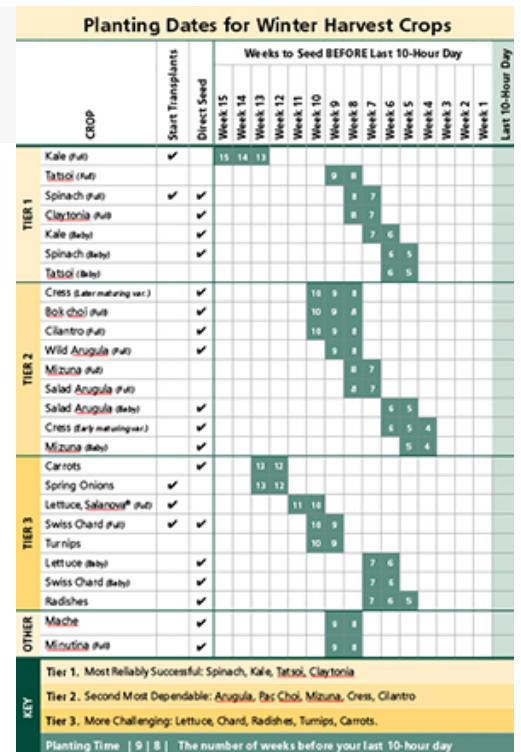 Planting Dates for Winter Harvest Crops
Weeks to Seed BEFORE Last 10-Hour Day
CROP Start Transplants Direct Seed Week 15 Week 14 Week 13 Week 12 Week 11 Week 10 Week 9 Week 8 Week 7 Week 6 Week 5 Week 4 Week 3 Week 2 Week 1 Last 10-Hour Day
TIER 1
Kale (Full) ✔ 15 14 13
Tatsoi (Full) 9 8
Spinach (Full) ✔ ✔ 8 7
Claytonia (Full) ✔ 8 7
Kale (Baby) ✔ 7 6
Spinach (Baby) ✔ 6 5
Tatsoi (Baby) 6 5
TIER 2
Cress (Later maturing var.) ✔ 10 9 8
Bok choi (Full) ✔ 10 9 8
Cilantro (Full) ✔ 10 9 8
Wild Arugula (Full) ✔ 9 8
Mizuna (Full) 8 7
Salad Arugula (Full) 8 7
Salad Arugula (Baby) ✔ 6 5
Cress (Early maturing var.) ✔ 6 5 4
Mizuna (Baby) ✔ 5 4
TIER 3
Carrots ✔ 13 12
Spring Onions ✔ 13 12
Lettuce, Salanova® (Full) ✔ 11 10
Swiss Chard (Full) ✔ ✔ 10 9
Turnips 10 9
Lettuce (Baby) ✔ 7 6
Swiss Chard (Baby) ✔ 7 6
Radishes ✔ 7 6 5
OTHER
Mache ✔ 9 8
Minutina (Full) ✔ 9 8
KEY
Tier 1. Most Reliably Successful: Spinach, Kale, Tatsoi, Claytonia
Tier 2. Second Most Dependable: Arugula, Pac Choi, Mizuna, Cress, Cilantro
Tier 3. More Challenging: Lettuce, Chard, Radishes, Turnips, Carrots.
Planting Time | 9 | 8 | The number of weeks before your last 10-hour day